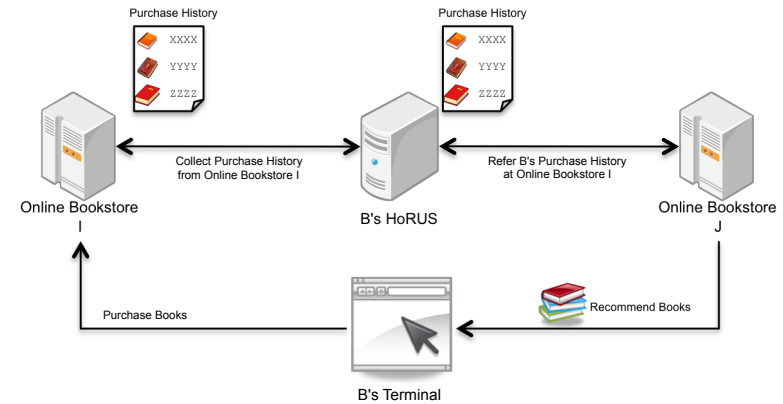 Purchase History
XXXX
YYYY
ZZZZ
Purchase History
XXXX
YYYY
ZZZZ
Collect Purchase History
from Online Bookstore I
Refer B's Purchase History
at Online Bookstore I
Online Bookstore
I
B's HoRUS
Online Bookstore
J
Purchase Books
Recommend Books
B's Terminal